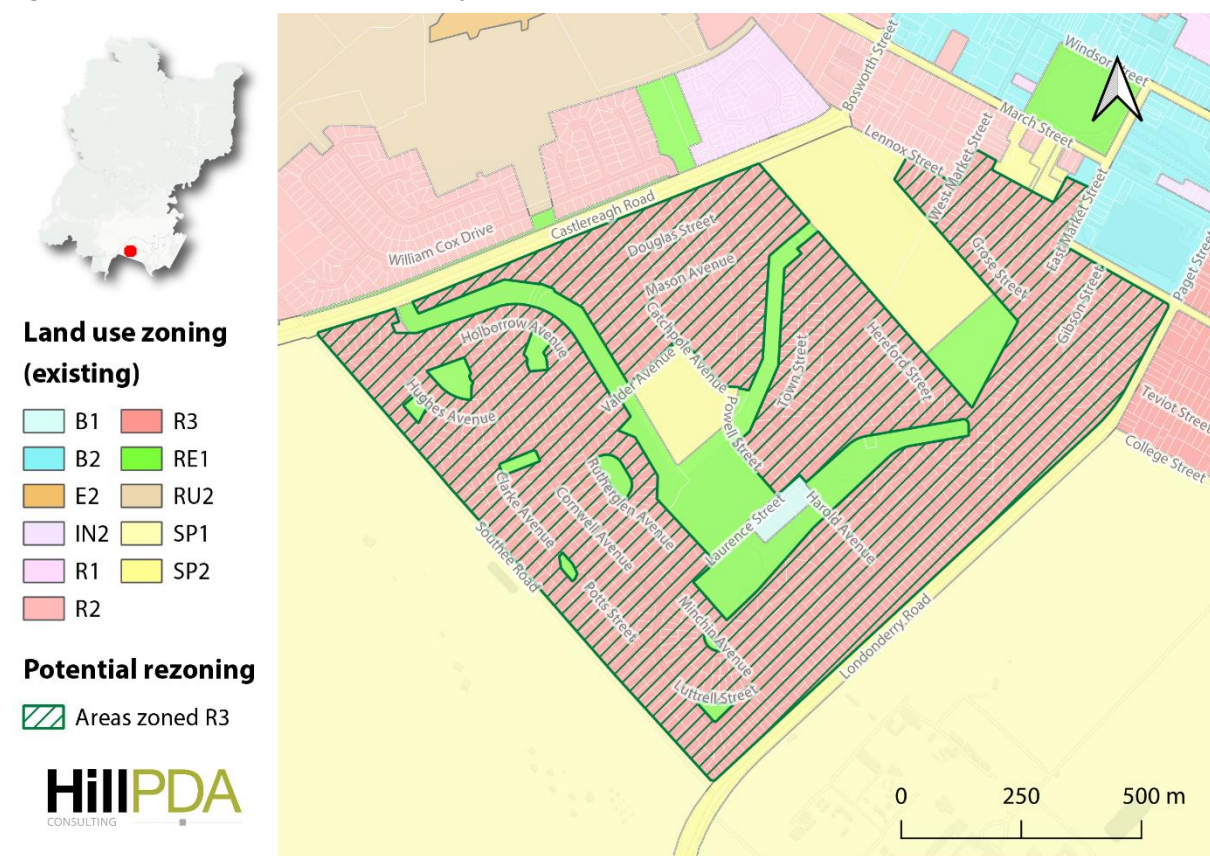 Land use zoning
(existing)
B1
R3
B2
RE1
E2
RU2
IN2
SP1
R1
SP2
R2
Potential rezoning
Areas zoned R3
HillPDA
CONSULTING
Windsor Street
Bosworth Street
March Street
Lennox Street
West Market Street
East Market Street
Paget Street
Castlereagh Road
William Cox Drive
Douglas Street
Mason Avenue
Grose Street
Gibson Street
Catchpole Avenue
Holborrow Avenue
Hereford Street
Town Street
Valder Avenue
Hughes Avenue
Powell Street
Teviot Street
College Street
Rutherglen Avenue
Clarke Avenue
Cornwell Avenue
Laurence Street
Harold Avenue
Southee Road
Potts Street
Minchin Avenue
Londonderry Road
Luttrell Street
0 250 500 m